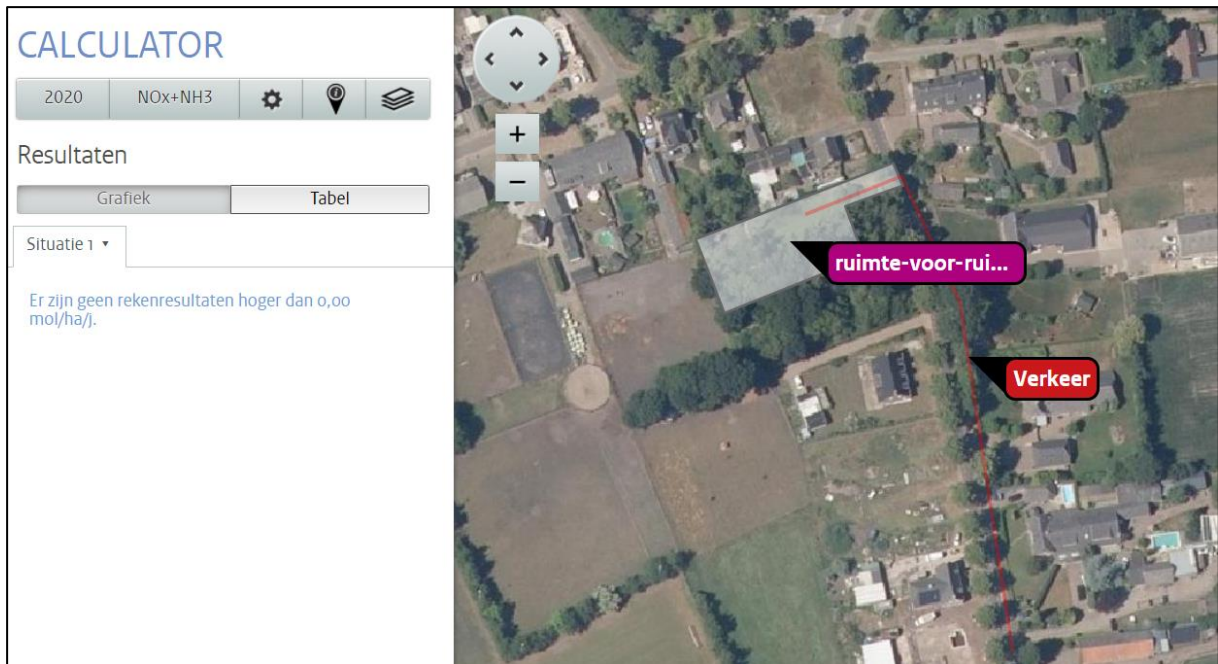 CALCULATOR
2020 NOx+NH3
Resultaten
Grafiek Tabel
Situatie 1
Er zijn geen rekenresultaten hoger dan 0,00
mol/ha/j.
+
−
ruimte-voor-rui...
Verkeer